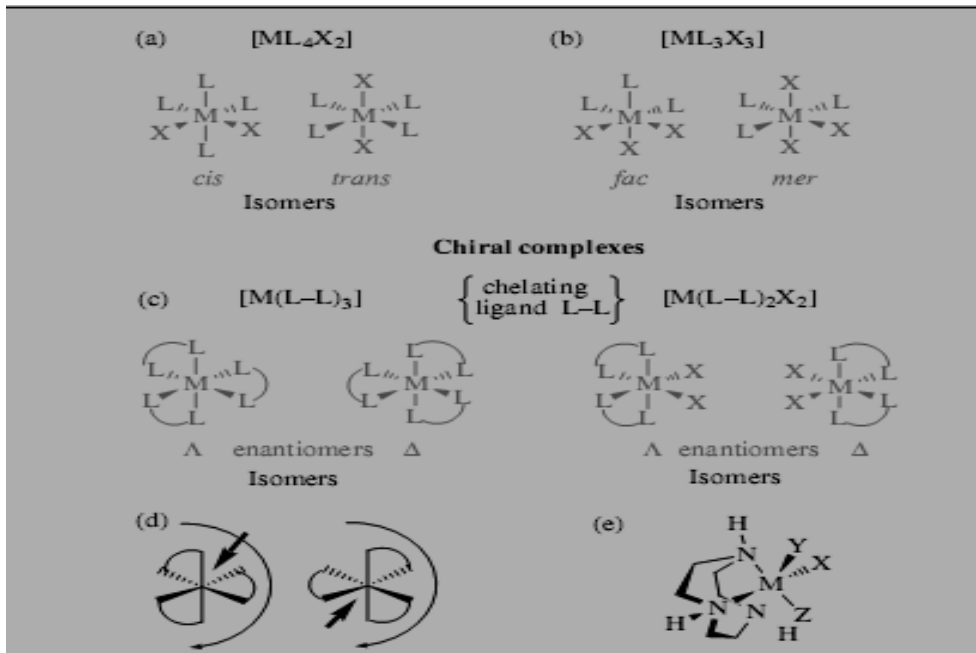 (a) [ML₄X₂] (b) [ML₃X₃]
L X L X
L L L L L L L L
M M M M
X X L L X X L X
L X X X
cis trans fac mer
Isomers Isomers
Chiral complexes
(c) [M(L–L)₃] { chelating ligand L–L } [M(L–L)₂X₂]
L L L L
L L L L L X X L
M M M M
L L L L L X X L
L L L L
Λ enantiomers Δ Λ enantiomers Δ
Isomers Isomers
(d) (e)
H
N Y
X
M
N N
H Z
H